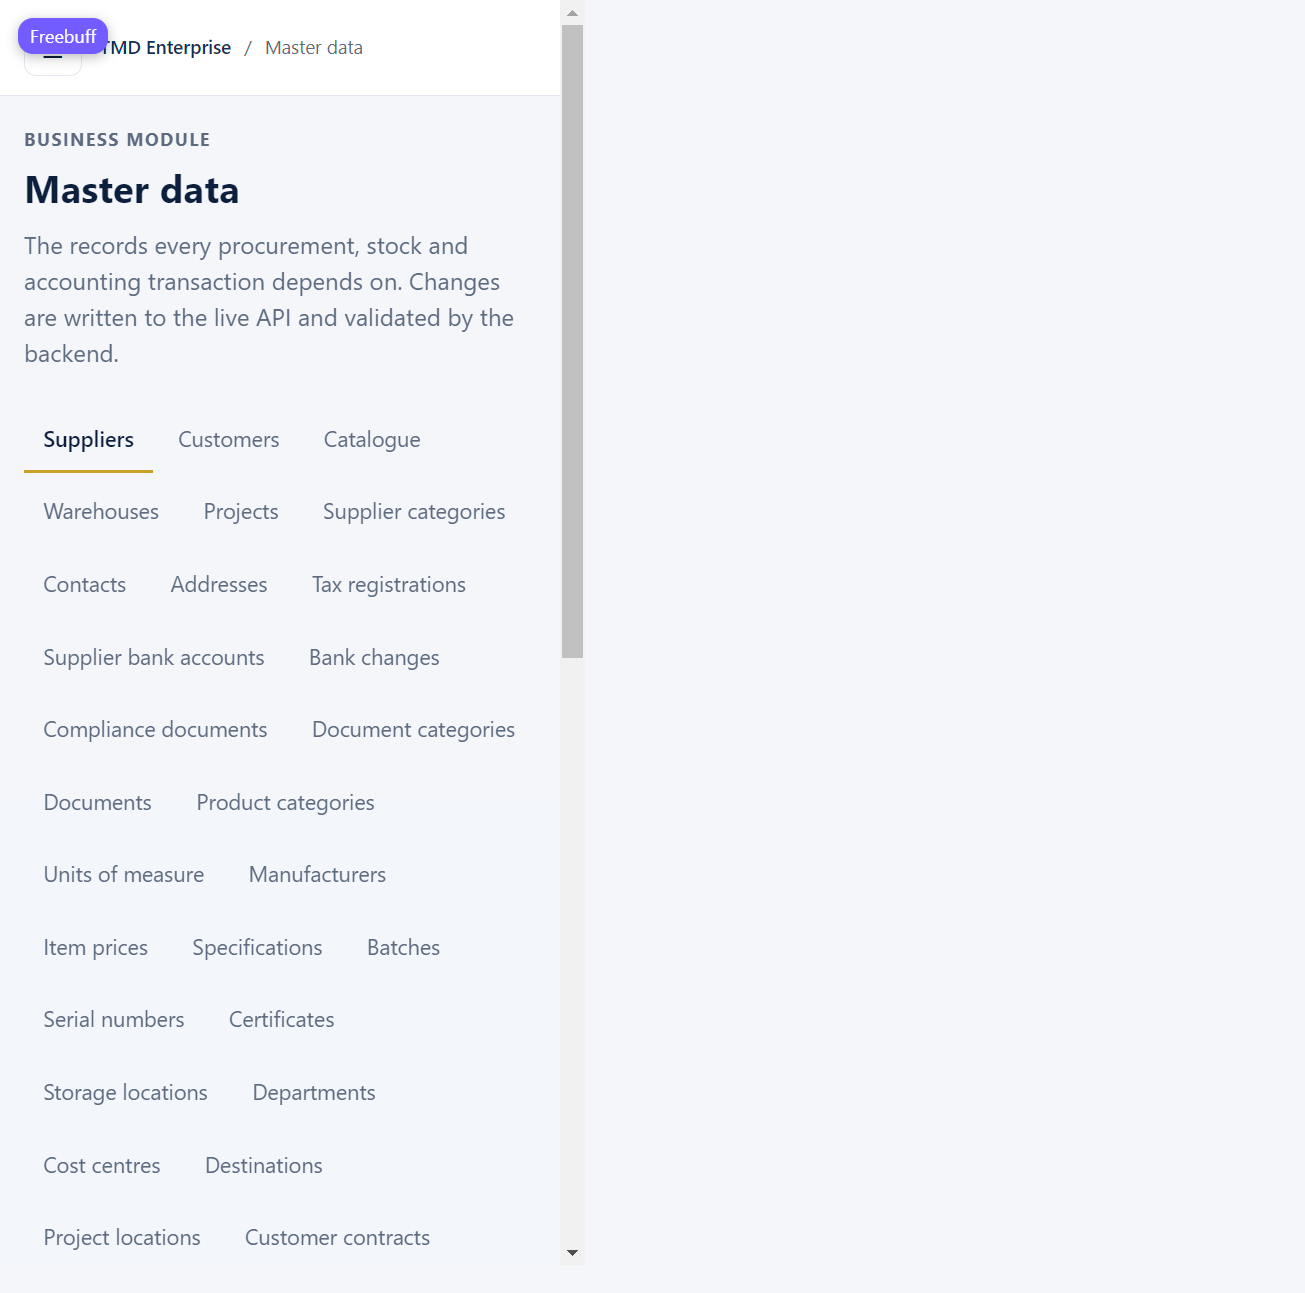 Freebuff
TMD Enterprise / Master data
BUSINESS MODULE
Master data
The records every procurement, stock and
accounting transaction depends on. Changes
are written to the live API and validated by the
backend.
Suppliers Customers Catalogue
Warehouses Projects Supplier categories
Contacts Addresses Tax registrations
Supplier bank accounts Bank changes
Compliance documents Document categories
Documents Product categories
Units of measure Manufacturers
Item prices Specifications Batches
Serial numbers Certificates
Storage locations Departments
Cost centres Destinations
Project locations Customer contracts